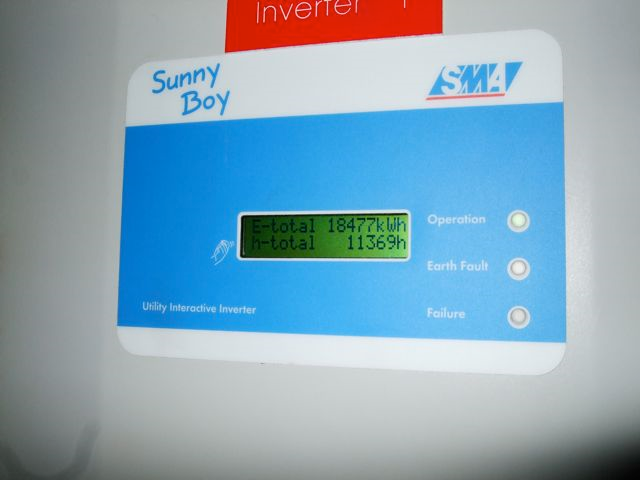 Inverter 1
Sunny
Boy
SMA
E-total 18477kWh
h-total 11369h
Operation
Earth Fault
Failure
Utility Interactive Inverter